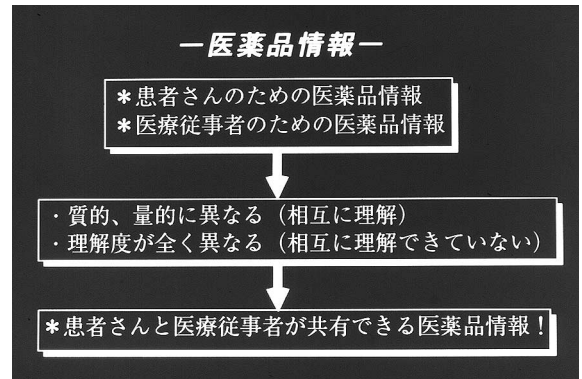 －医薬品情報－
＊患者さんのための医薬品情報
＊医療従事者のための医薬品情報
・質的、量的に異なる（相互に理解）
・理解度が全く異なる（相互に理解できていない）
＊患者さんと医療従事者が共有できる医薬品情報！